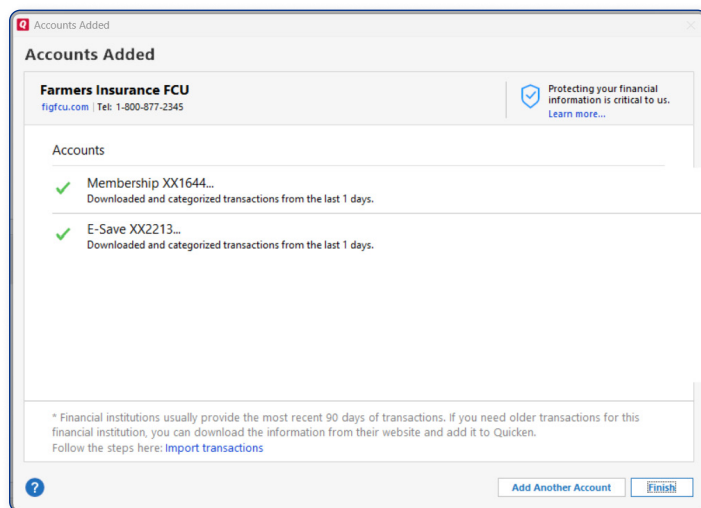 Accounts Added
Accounts Added
Farmers Insurance FCU
figfcu.com | Tel: 1-800-877-2345
Protecting your financial
information is critical to us.
Learn more...
Accounts
Membership XX1644...
Downloaded and categorized transactions from the last 1 days.
E-Save XX2213...
Downloaded and categorized transactions from the last 1 days.
* Financial institutions usually provide the most recent 90 days of transactions. If you need older transactions for this
financial institution, you can download the information from their website and add it to Quicken.
Follow the steps here: Import transactions
? Add Another Account Finish